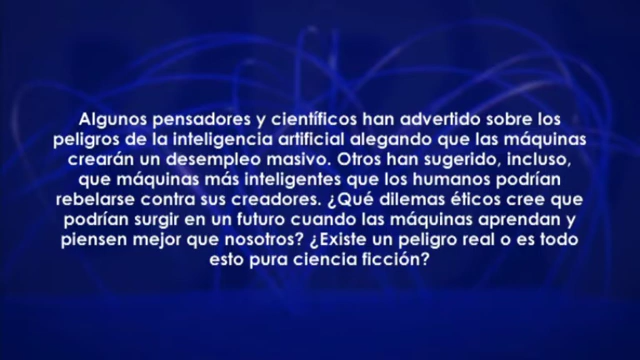 Algunos pensadores y científicos han advertido sobre los
peligros de la inteligencia artificial alegando que las máquinas
crearán un desempleo masivo. Otros han sugerido, incluso,
que máquinas más inteligentes que los humanos podrían
rebelarse contra sus creadores. ¿Qué dilemas éticos cree que
podrían surgir en un futuro cuando las máquinas aprendan y
piensen mejor que nosotros? ¿Existe un peligro real o es todo
esto pura ciencia ficción?